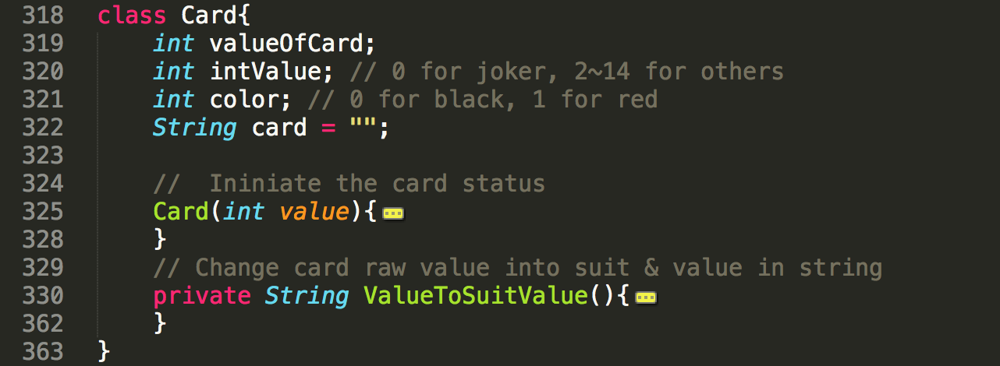 318 class Card{
319 int valueOfCard;
320 int intValue; // 0 for joker, 2~14 for others
321 int color; // 0 for black, 1 for red
322 String card = "";
323
324 //  Ininiate the card status
325 Card(int value){
328 }
329 // Change card raw value into suit & value in string
330 private String ValueToSuitValue(){
362 }
363 }